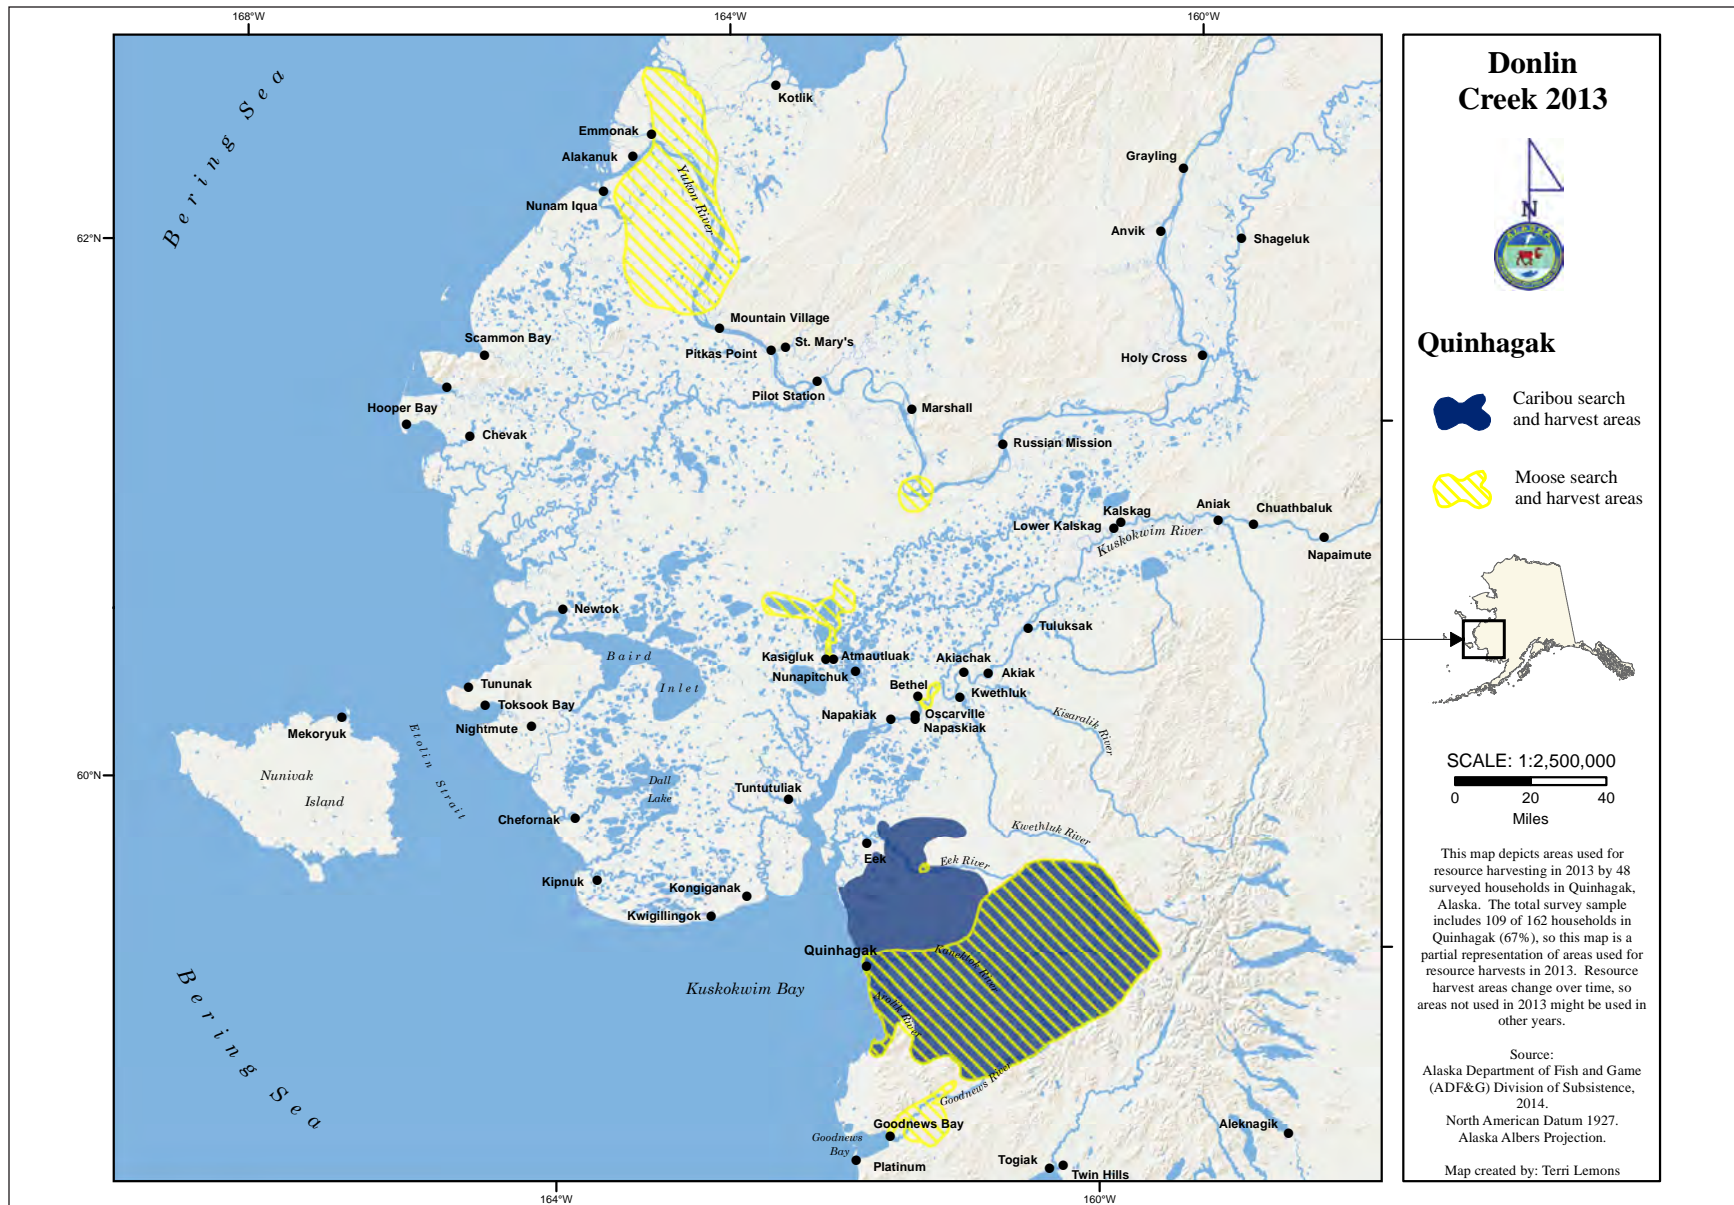 168°W
164°W
160°W
Bering Sea
Kotlik
Emmonak
Alakanuk
Yukon River
Nunam Iqua
62°N
Grayling
Anvik
Shageluk
Mountain Village
St. Mary's
Pitkas Point
Scammon Bay
Holy Cross
Pilot Station
Hooper Bay
Marshall
Chevak
Russian Mission
Kalskag
Lower Kalskag
Aniak
Chuathbaluk
Kuskokwim River
Napaimute
Newtok
Tuluksak
Baird
Inlet
Kasigluk
Atmautluak
Nunapitchuk
Akiachak
Akiak
Tununak
Bethel
Kwethluk
Toksook Bay
Napakiak
Oscarville
Napaskiak
Nightmute
Mekoryuk
Kisaralik River
Etolin Strait
60°N
Nunivak
Island
Dall
Lake
Tuntutuliak
Chefornak
Kwethluk River
Eek
Eek River
Kipnuk
Kongiganak
Kwigillingok
Quinhagak
Kanektok River
Kuskokwim Bay
Arolik River
Bering Sea
Goodnews River
Goodnews Bay
Goodnews
Bay
Platinum
Aleknagik
Togiak
Twin Hills
164°W
160°W
Donlin
Creek 2013
N
ALASKA
Quinhagak
Caribou search
and harvest areas
Moose search
and harvest areas
SCALE: 1:2,500,000
0 20 40
Miles
This map depicts areas used for
resource harvesting in 2013 by 48
surveyed households in Quinhagak,
Alaska. The total survey sample
includes 109 of 162 households in
Quinhagak (67%), so this map is a
partial representation of areas used for
resource harvests in 2013. Resource
harvest areas change over time, so
areas not used in 2013 might be used in
other years.
Source:
Alaska Department of Fish and Game
(ADF&G) Division of Subsistence,
2014.
North American Datum 1927.
Alaska Albers Projection.
Map created by: Terri Lemons